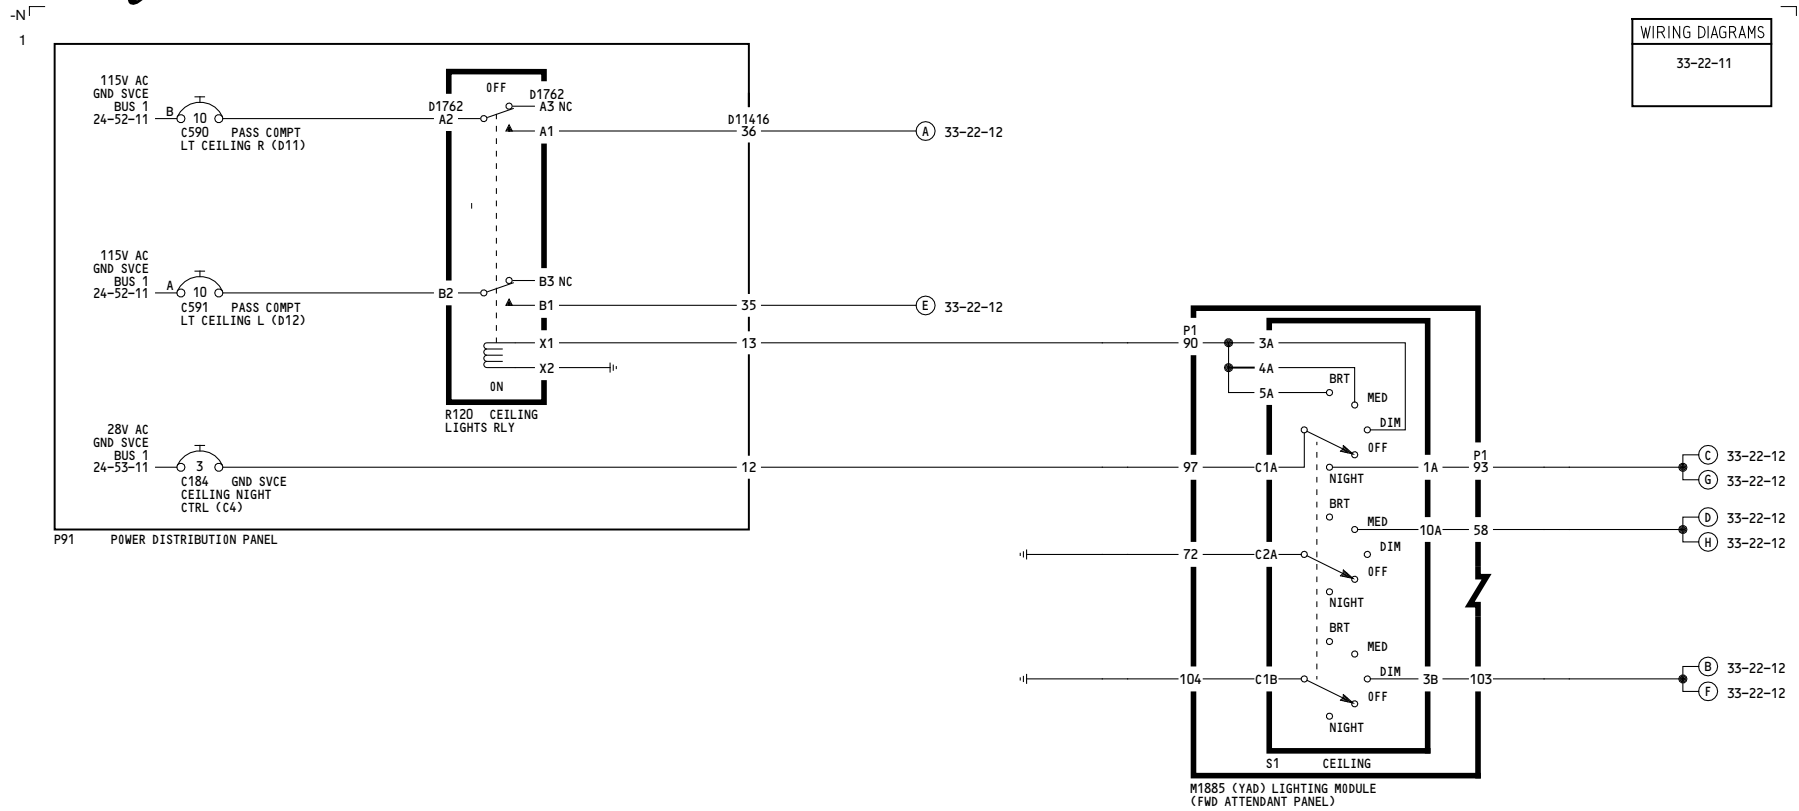 -N
1
WIRING DIAGRAMS
33-22-11
115V AC
GND SVCE
BUS 1
24-52-11
B
10
C590 PASS COMPT
LT CEILING R (D11)
D1762
A2
OFF
D1762
A3 NC
A1
D11416
36
A 33-22-12
115V AC
GND SVCE
BUS 1
24-52-11
A
10
C591 PASS COMPT
LT CEILING L (D12)
B2
B3 NC
B1
35
E 33-22-12
X1
13
X2
ON
R120 CEILING
LIGHTS RLY
28V AC
GND SVCE
BUS 1
24-53-11
3
C184 GND SVCE
CEILING NIGHT
CTRL (C4)
12
P91 POWER DISTRIBUTION PANEL
P1
90
3A
4A
5A
BRT
MED
DIM
OFF
97
C1A
NIGHT
1A
P1
93
C 33-22-12
G 33-22-12
BRT
MED
10A
58
D 33-22-12
H 33-22-12
72
C2A
DIM
OFF
NIGHT
BRT
MED
DIM
104
C1B
OFF
3B
103
B 33-22-12
F 33-22-12
NIGHT
S1 CEILING
M1885 (YAD) LIGHTING MODULE
(FWD ATTENDANT PANEL)